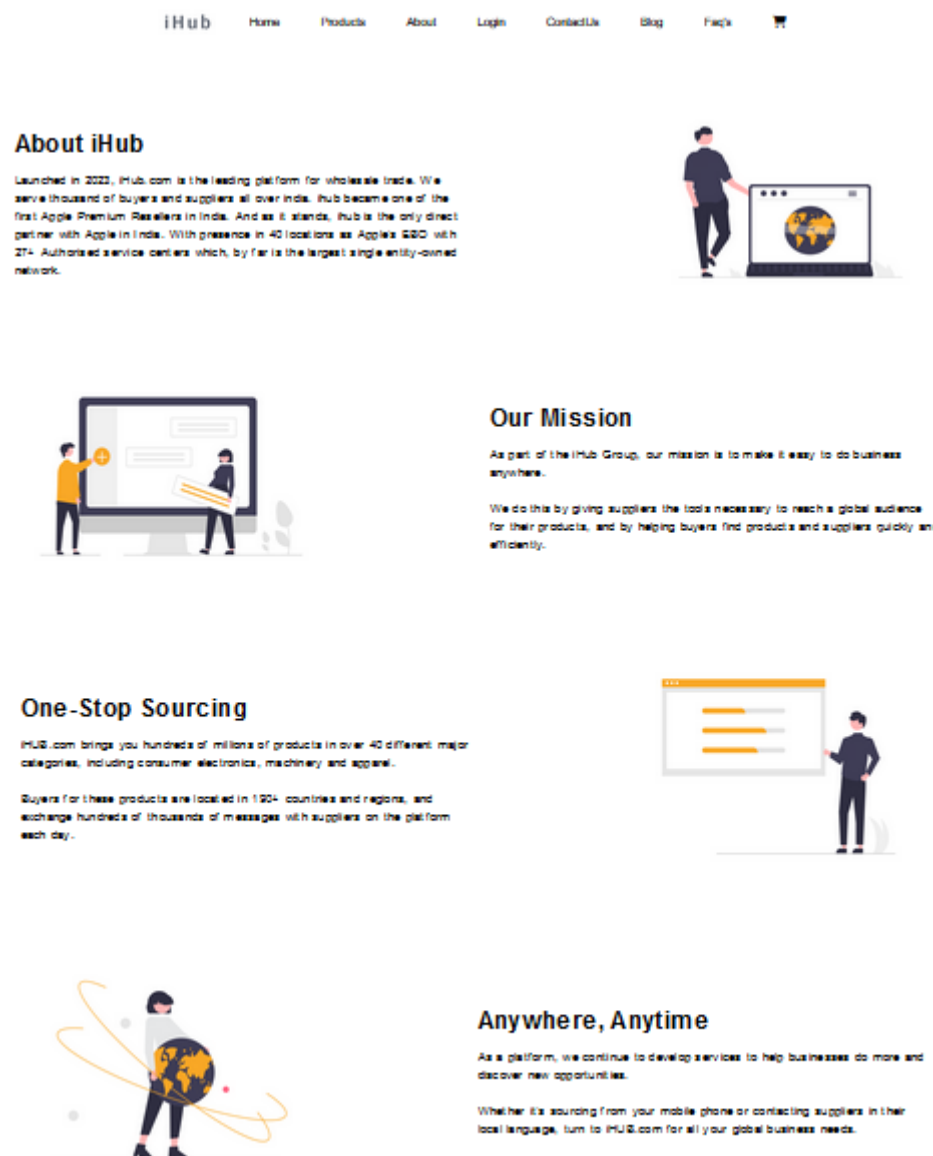 iHub Home Products About Login ContactUs Blog Faq's
About iHub
Launched in 2023, iHub.com is the leading platform for wholesale trade. We
serve thousand of buyers and suppliers all over india. ihub became one of the
first Apple Premium Resellers in India. And as it stands, ihub is the only direct
partner with Apple in India. With presence in 40 locations as Apple's EBO with
27+ Authorised service centers which, by far is the largest single entity-owned
network.
Our Mission
As part of the iHub Group, our mission is to make it easy to do business
anywhere.
We do this by giving suppliers the tools necessary to reach a global audience
for their products, and by helping buyers find products and suppliers quickly an
efficiently.
One-Stop Sourcing
iHUB.com brings you hundreds of millions of products in over 40 different major
categories, including consumer electronics, machinery and apparel.
Buyers for these products are located in 190+ countries and regions, and
exchange hundreds of thousands of messages with suppliers on the platform
each day.
Anywhere, Anytime
As a platform, we continue to develop services to help businesses do more and
discover new opportunities.
Whether it's sourcing from your mobile phone or contacting suppliers in their
local language, turn to iHUB.com for all your global business needs.